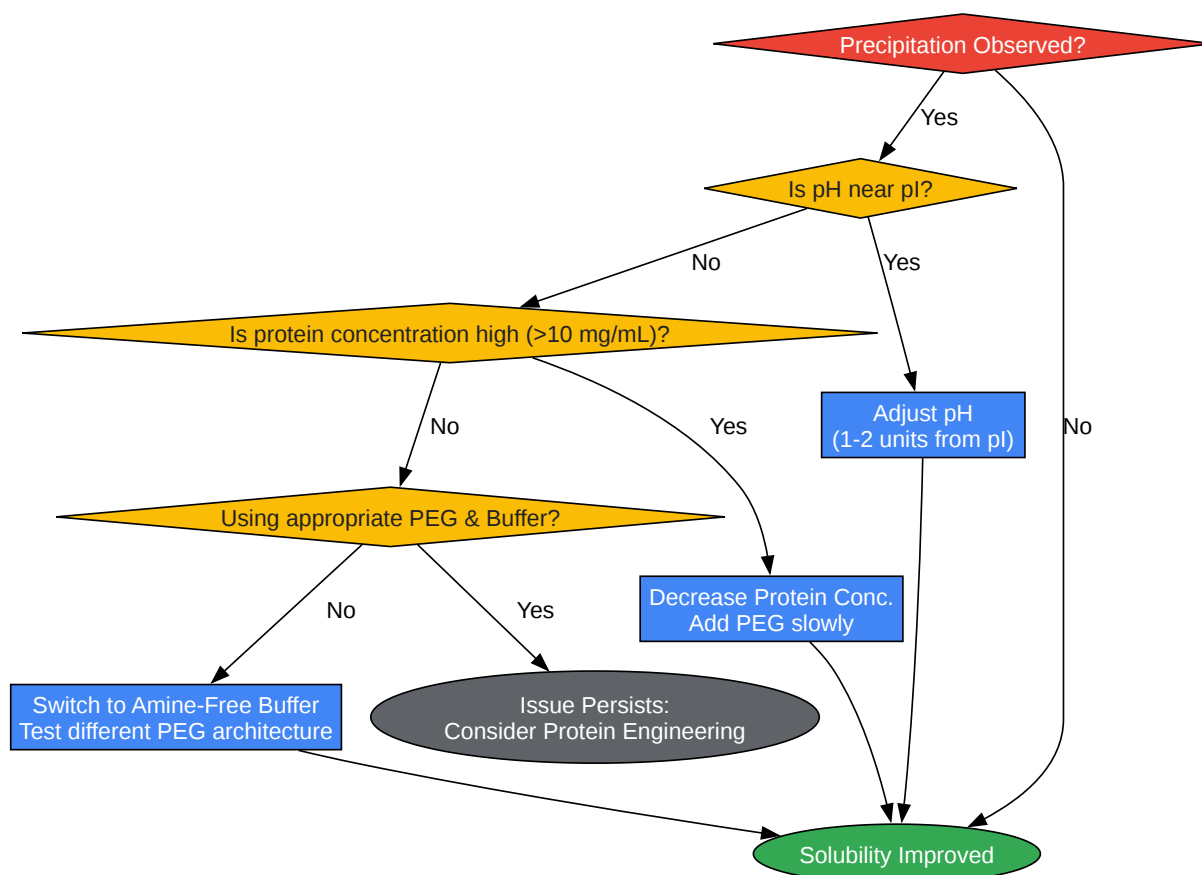 Precipitation Observed?
Yes
Is pH near pI?
No
Yes
Is protein concentration high (>10 mg/mL)?
Adjust pH
(1-2 units from pI)
No
No
Yes
Using appropriate PEG & Buffer?
Decrease Protein Conc.
Add PEG slowly
No
Yes
Switch to Amine-Free Buffer
Test different PEG architecture
Issue Persists:
Consider Protein Engineering
Solubility Improved